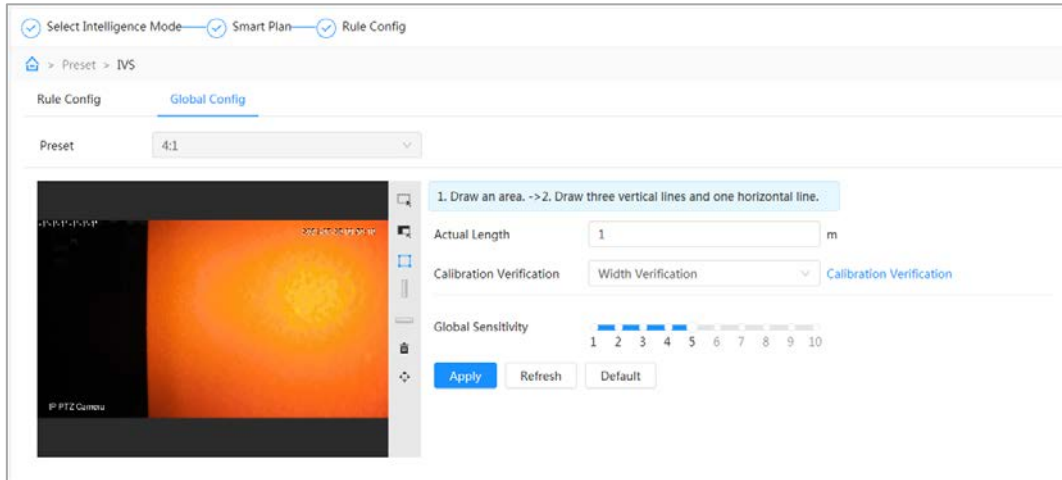 Select Intelligence Mode Smart Plan Rule Config
> Preset > IVS
Rule Config Global Config
Preset 4:1
1. Draw an area. ->2. Draw three vertical lines and one horizontal line.
Actual Length 1 m
Calibration Verification Width Verification Calibration Verification
Global Sensitivity
1 2 3 4 5 6 7 8 9 10
Apply Refresh Default
IP PTZ Camera